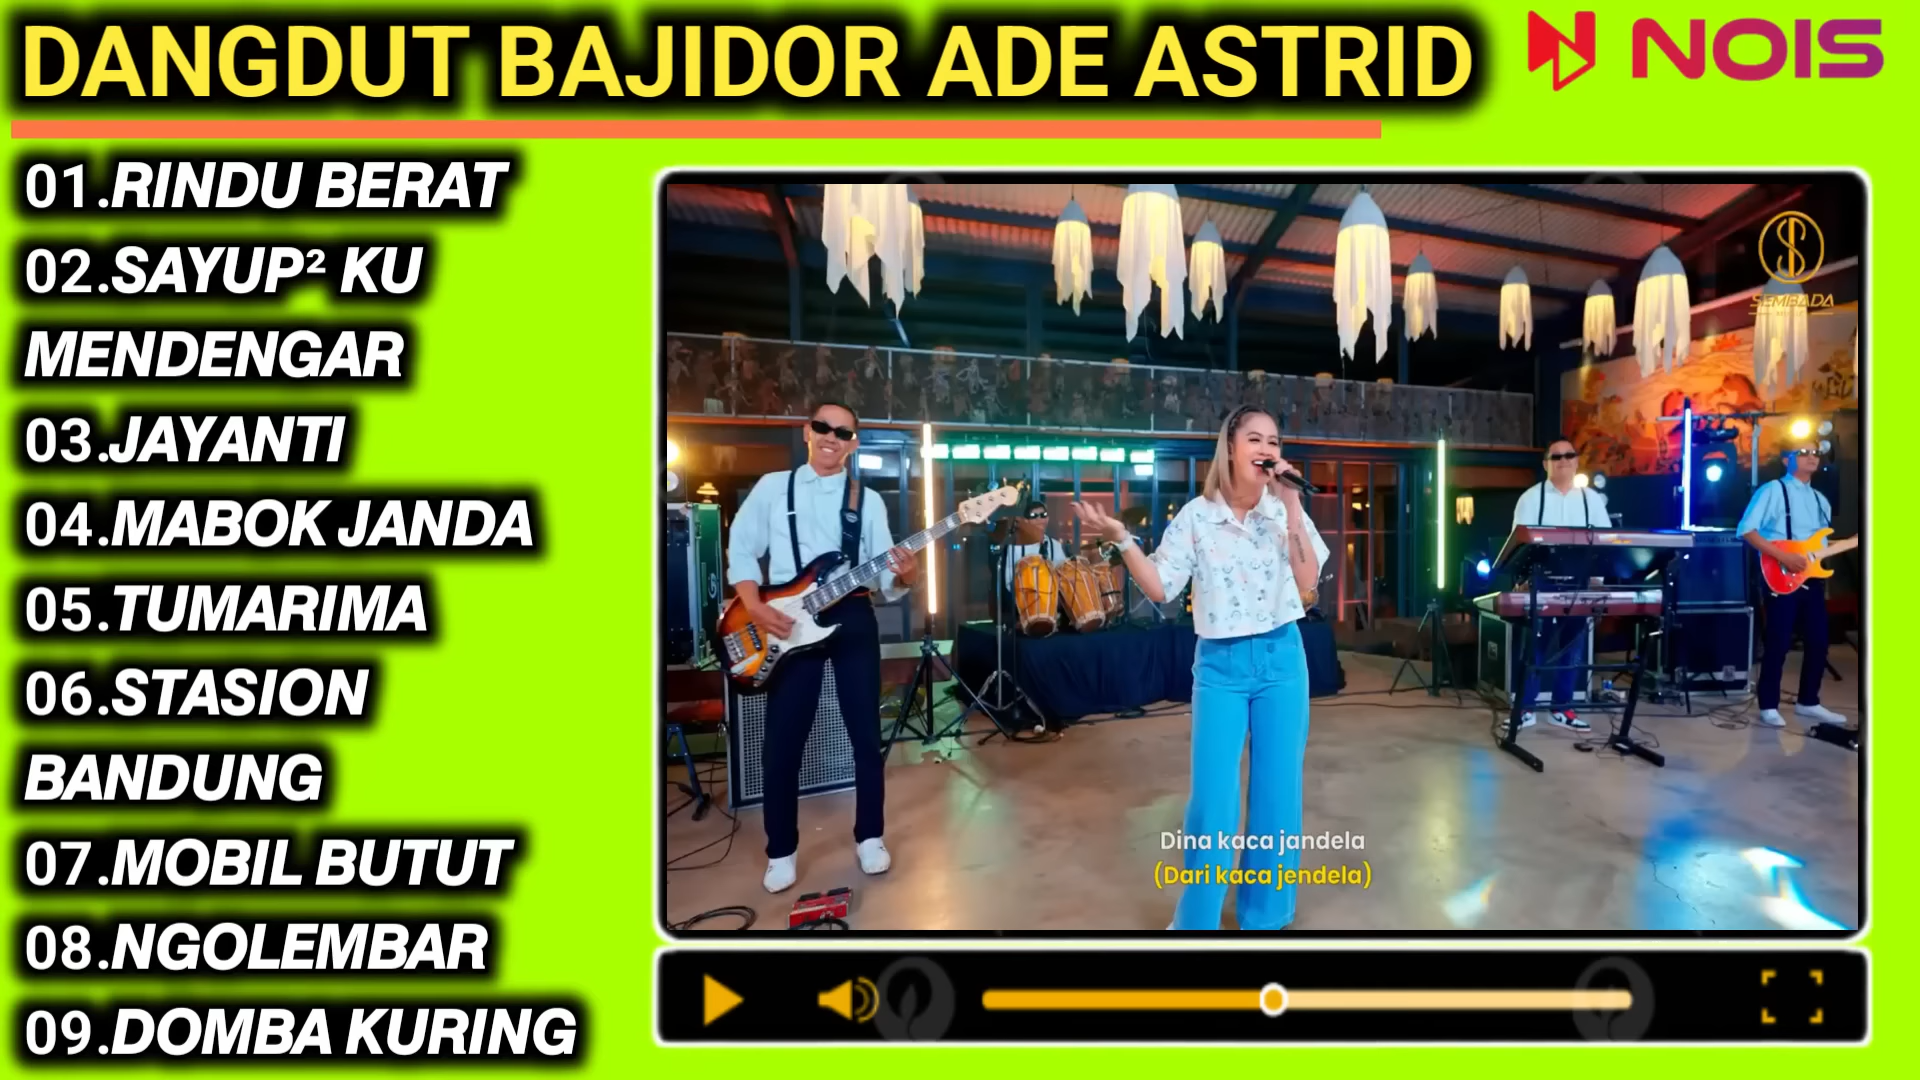 DANGDUT BAJIDOR ADE ASTRID
NOIS
01.RINDU BERAT
02.SAYUP² KU
MENDENGAR
03.JAYANTI
04.MABOK JANDA
05.TUMARIMA
06.STASION
BANDUNG
07.MOBIL BUTUT
08.NGOLEMBAR
09.DOMBA KURING
SEMBADA
Dina kaca jandela
(Dari kaca jendela)